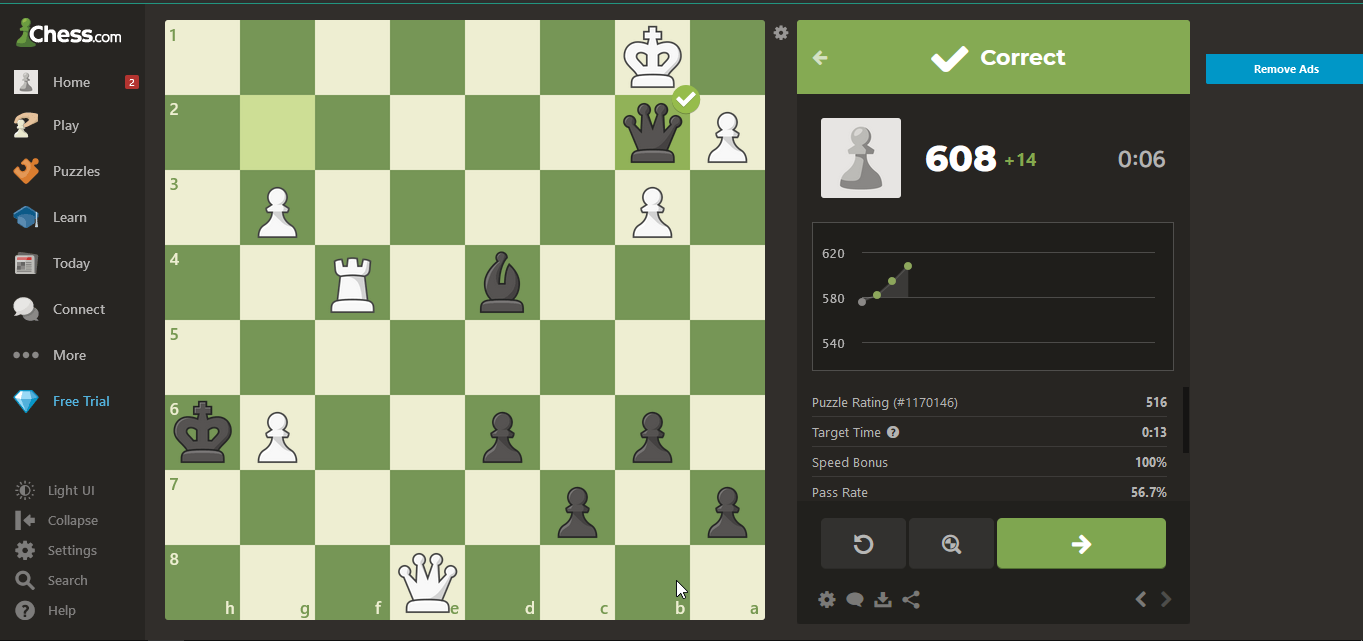 Chess.com
Home 2
Play
Puzzles
Learn
Today
Connect
More
Free Trial
Light UI
Collapse
Settings
Search
Help
1
2
3
4
5
6
7
8
h g f e d c b a
Correct
608 +14 0:06
620
580
540
Puzzle Rating (#1170146) 516
Target Time ? 0:13
Speed Bonus 100%
Pass Rate 56.7%
Remove Ads